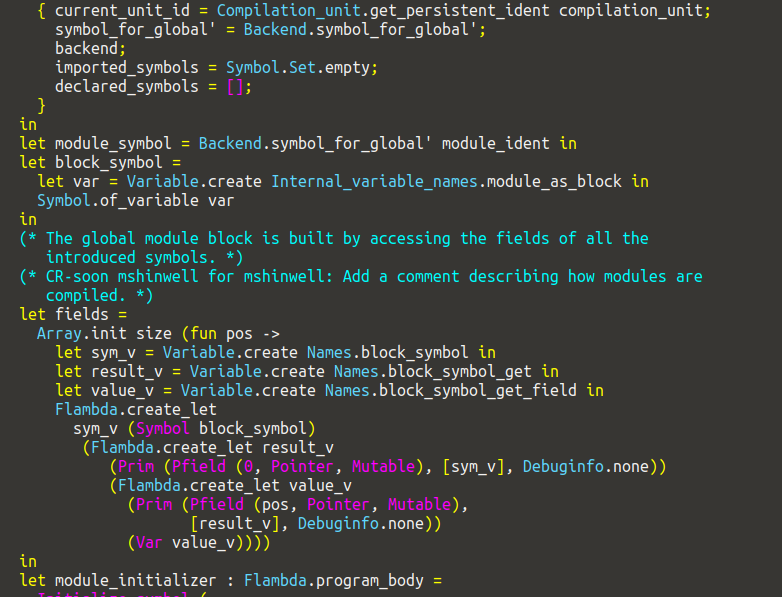 { current_unit_id = Compilation_unit.get_persistent_ident compilation_unit;
symbol_for_global' = Backend.symbol_for_global';
backend;
imported_symbols = Symbol.Set.empty;
declared_symbols = [];
}
in
let module_symbol = Backend.symbol_for_global' module_ident in
let block_symbol =
let var = Variable.create Internal_variable_names.module_as_block in
Symbol.of_variable var
in
(* The global module block is built by accessing the fields of all the
introduced symbols. *)
(* CR-soon mshinwell for mshinwell: Add a comment describing how modules are
compiled. *)
let fields =
Array.init size (fun pos ->
let sym_v = Variable.create Names.block_symbol in
let result_v = Variable.create Names.block_symbol_get in
let value_v = Variable.create Names.block_symbol_get_field in
Flambda.create_let
sym_v (Symbol block_symbol)
(Flambda.create_let result_v
(Prim (Pfield (0, Pointer, Mutable), [sym_v], Debuginfo.none))
(Flambda.create_let value_v
(Prim (Pfield (pos, Pointer, Mutable),
[result_v], Debuginfo.none))
(Var value_v))))
in
let module_initializer : Flambda.program_body =
Initialize_symbol (